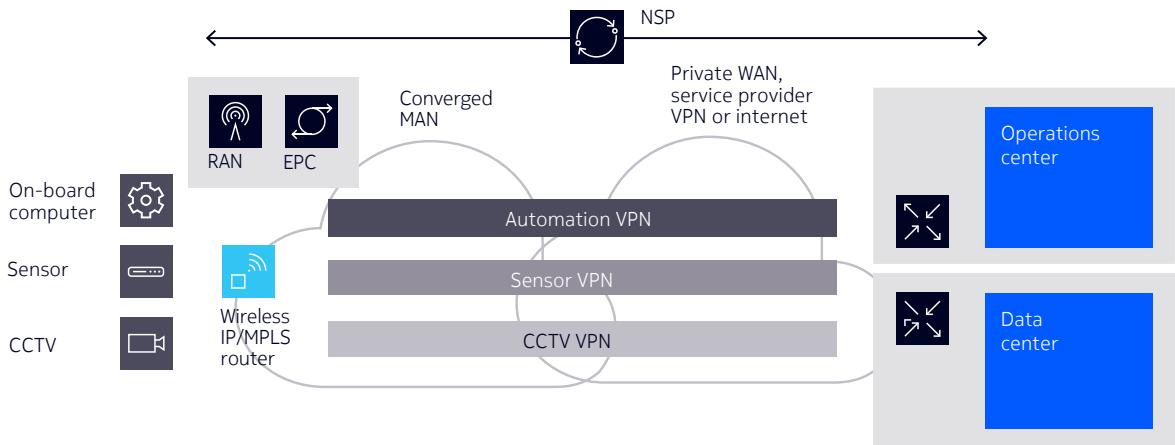 NSP
Converged
MAN
Private WAN,
service provider
VPN or internet
RAN
EPC
Operations
center
On-board
computer
Automation VPN
Sensor
Sensor VPN
Wireless
IP/MPLS
router
CCTV
CCTV VPN
Data
center